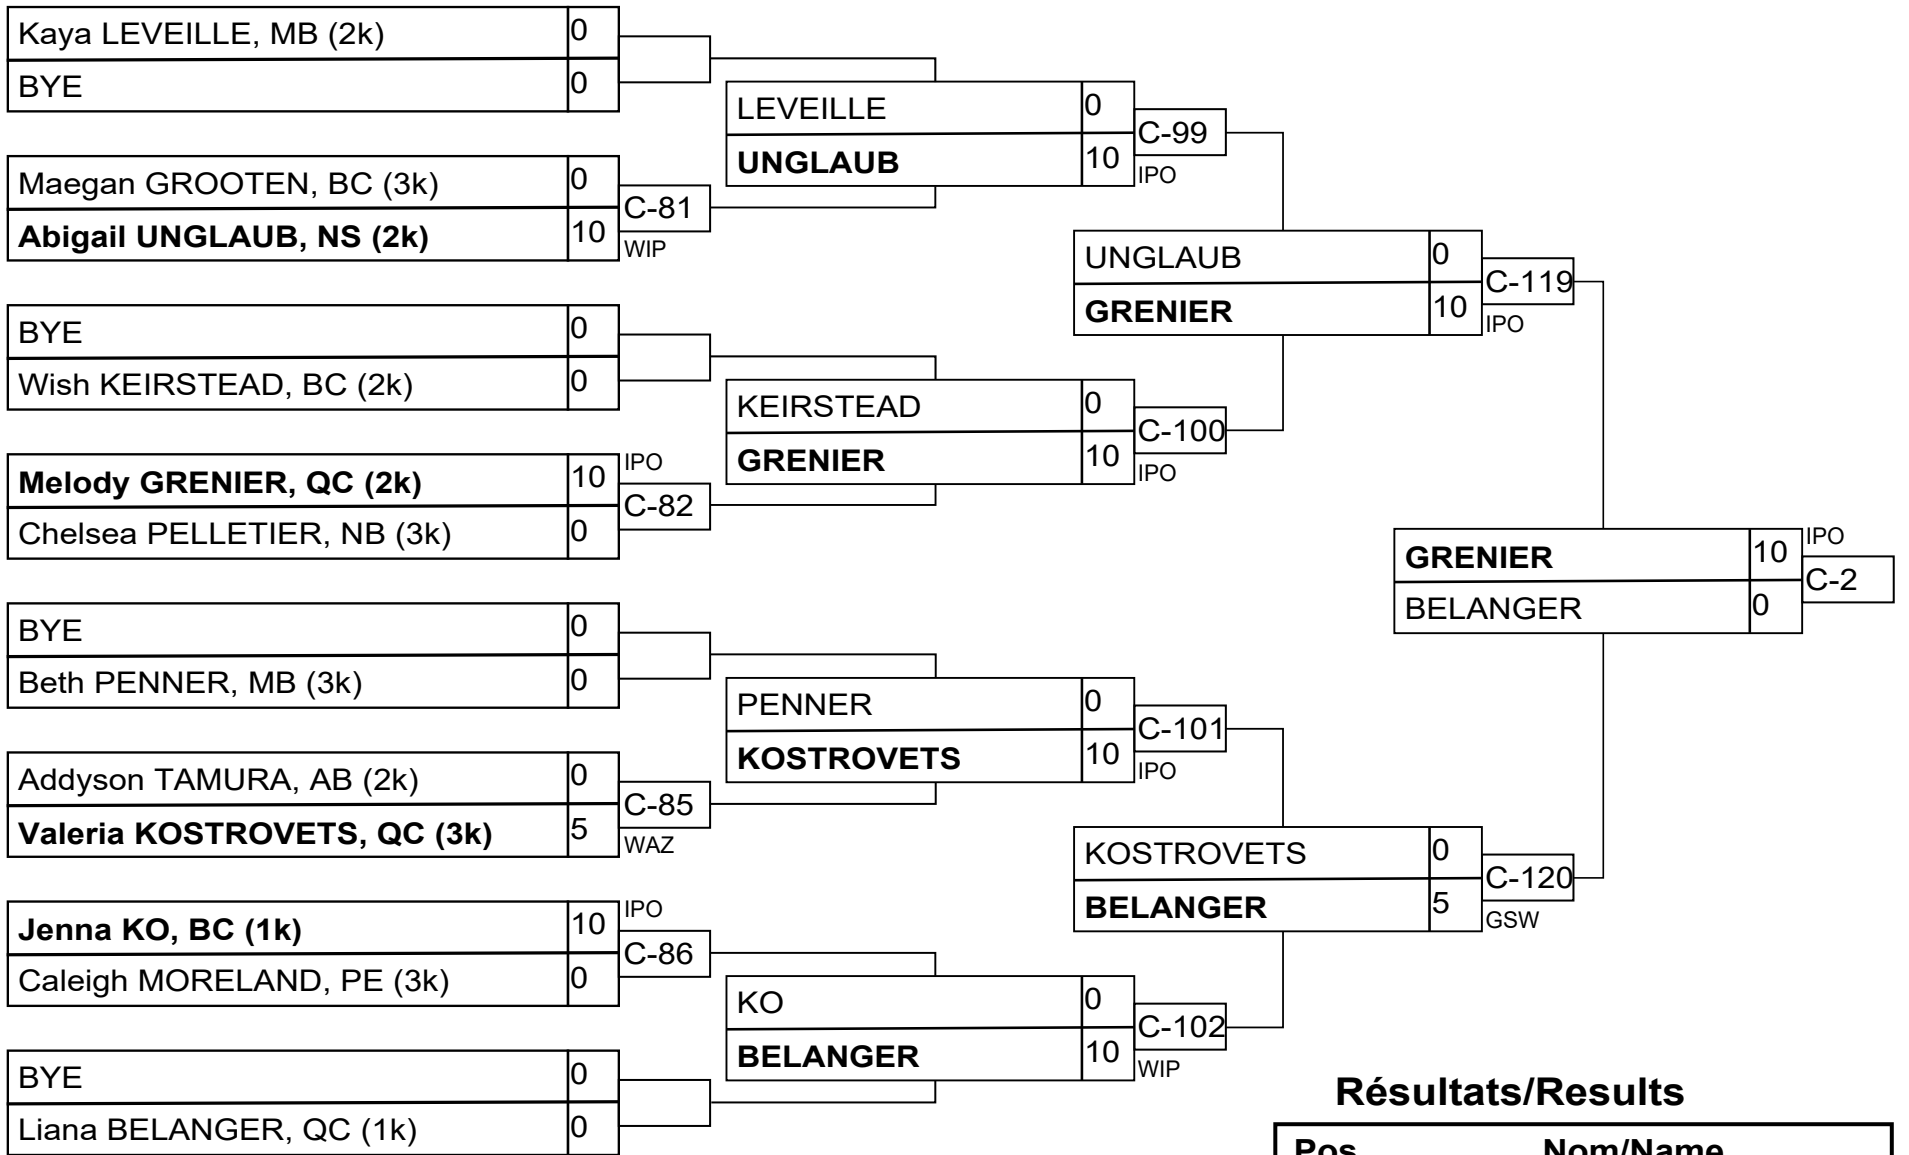 Kaya LEVEILLE, MB (2k) 0
BYE 0
Maegan GROOTEN, BC (3k) 0
Abigail UNGLAUB, NS (2k) 10
C-81
WIP
BYE 0
Wish KEIRSTEAD, BC (2k) 0
Melody GRENIER, QC (2k) 10
IPO
C-82
Chelsea PELLETIER, NB (3k) 0
BYE 0
Beth PENNER, MB (3k) 0
Addyson TAMURA, AB (2k) 0
Valeria KOSTROVETS, QC (3k) 5
C-85
WAZ
Jenna KO, BC (1k) 10
IPO
C-86
Caleigh MORELAND, PE (3k) 0
BYE 0
Liana BELANGER, QC (1k) 0
LEVEILLE 0
UNGLAUB 10
C-99
IPO
KEIRSTEAD 0
GRENIER 10
C-100
IPO
PENNER 0
KOSTROVETS 10
C-101
IPO
KO 0
BELANGER 10
C-102
WIP
UNGLAUB 0
GRENIER 10
C-119
IPO
KOSTROVETS 0
BELANGER 5
C-120
GSW
GRENIER 10
IPO
C-2
BELANGER 0
Résultats/Results
Pos Nom/Name